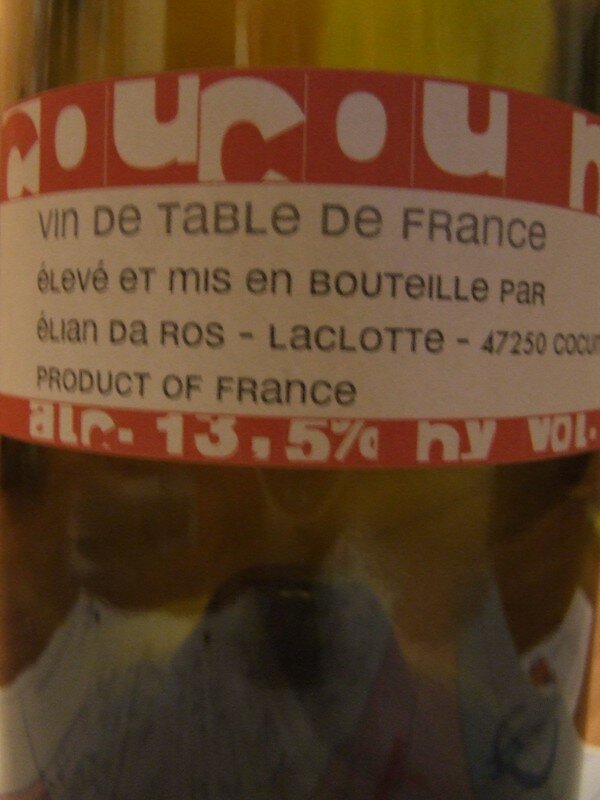 coucou
vin de table de france
élevé et mis en bouteille par
élian da ros - laclotte - 47250
PRODUCT OF France
alc. 13,5% by vol.